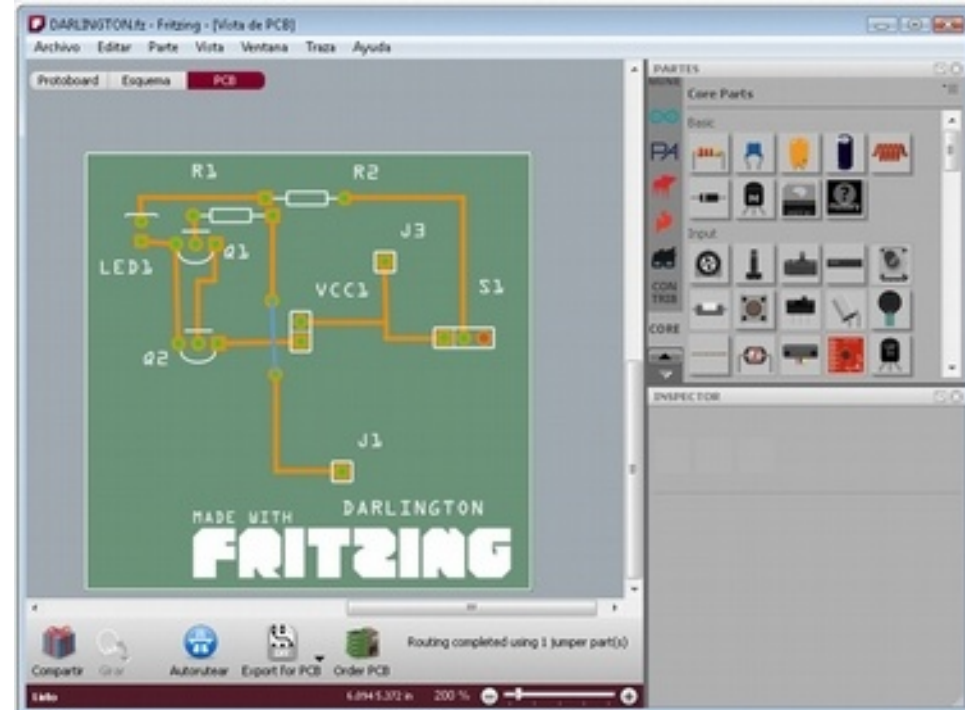 DARLINGTON.fz - Fritzing - [Vista de PCB]
Archivo Editar Parte Vista Ventana Traza Ayuda
Protoboard Esquema PCB
PARTES
Core Parts
Basic
Input
CON
TRIB
CORE
INSPECTOR
R1 R2
J3
Q1
LED1
VCC1 S1
Q2
J1
DARLINGTON
MADE WITH
FRITZING
Compartir Girar Autorutear Export for PCB Order PCB
Routing completed using 1 jumper part(s)
Listo 200 %